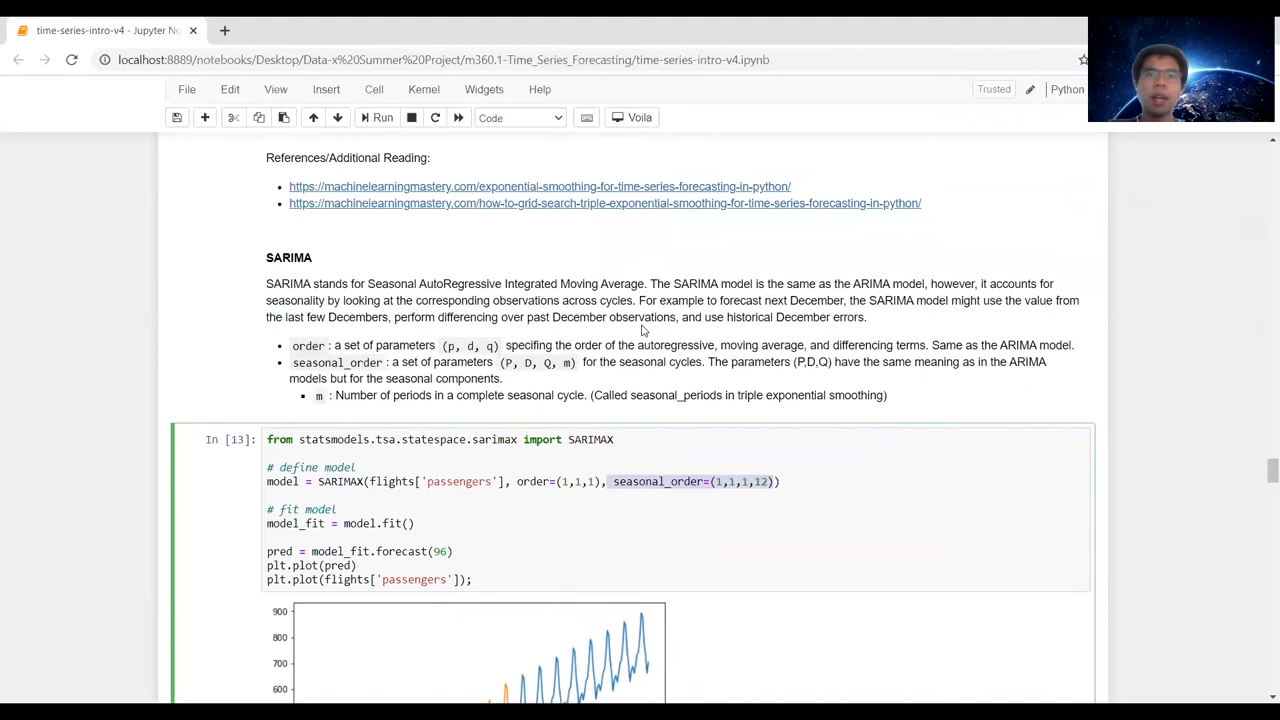 time-series-intro-v4 - Jupyter No
localhost:8889/notebooks/Desktop/Data-x%20Summer%20Project/m360.1-Time_Series_Forecasting/time-series-intro-v4.ipynb
File Edit View Insert Cell Kernel Widgets Help Trusted Python
Run Code Voila
References/Additional Reading:
• https://machinelearningmastery.com/exponential-smoothing-for-time-series-forecasting-in-python/
• https://machinelearningmastery.com/how-to-grid-search-triple-exponential-smoothing-for-time-series-forecasting-in-python/
SARIMA
SARIMA stands for Seasonal AutoRegressive Integrated Moving Average. The SARIMA model is the same as the ARIMA model, however, it accounts for
seasonality by looking at the corresponding observations across cycles. For example to forecast next December, the SARIMA model might use the value from
the last few Decembers, perform differencing over past December observations, and use historical December errors.
• order : a set of parameters (p, d, q) specifing the order of the autoregressive, moving average, and differencing terms. Same as the ARIMA model.
• seasonal_order : a set of parameters (P, D, Q, m) for the seasonal cycles. The parameters (P,D,Q) have the same meaning as in the ARIMA
models but for the seasonal components.
▪ m : Number of periods in a complete seasonal cycle. (Called seasonal_periods in triple exponential smoothing)
In [13]: from statsmodels.tsa.statespace.sarimax import SARIMAX
# define model
model = SARIMAX(flights['passengers'], order=(1,1,1), seasonal_order=(1,1,1,12))
# fit model
model_fit = model.fit()
pred = model_fit.forecast(96)
plt.plot(pred)
plt.plot(flights['passengers']);
900
800
700
600